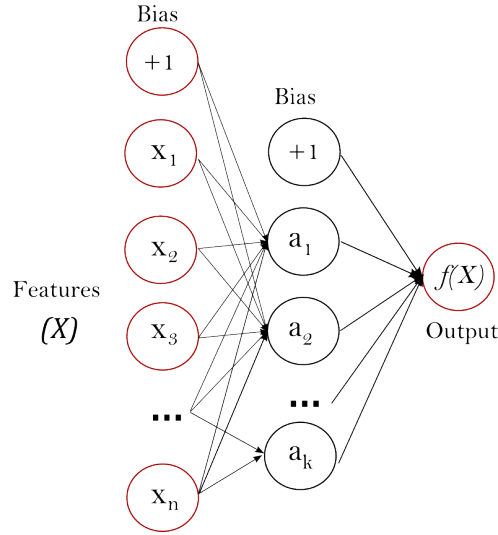 Bias
+1
x₁
x₂
x₃
...
xₙ
Features
(X)
Bias
+1
a₁
a₂
...
aₖ
f(X)
Output